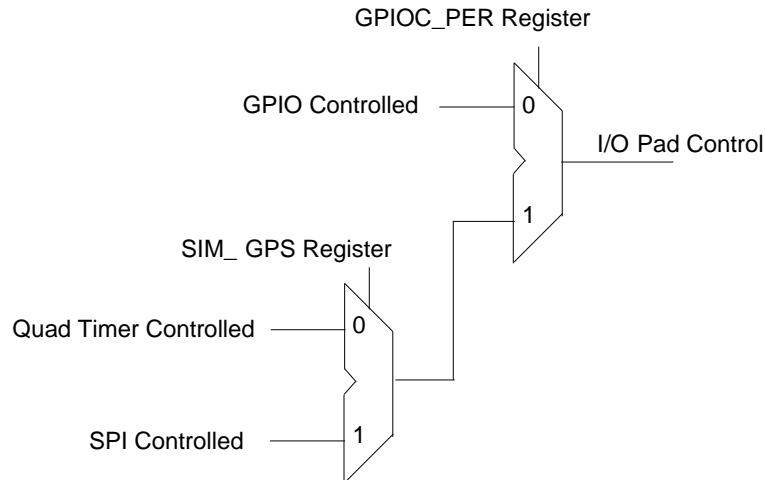 GPIOC_PER Register
GPIO Controlled
0
I/O Pad Control
1
SIM_ GPS Register
Quad Timer Controlled
0
SPI Controlled
1